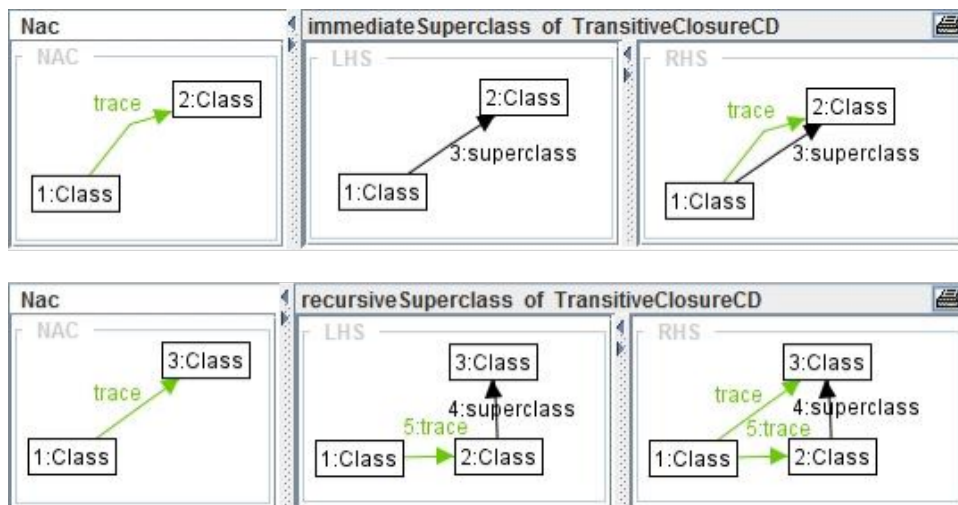 Nac immediateSuperclass of TransitiveClosureCD
NAC LHS RHS
trace 2:Class 2:Class trace 2:Class
3:superclass 3:superclass
1:Class 1:Class 1:Class
Nac recursiveSuperclass of TransitiveClosureCD
NAC LHS RHS
3:Class 3:Class 3:Class
trace 4:superclass trace 4:superclass
5:trace 5:trace
1:Class 1:Class 2:Class 1:Class 2:Class